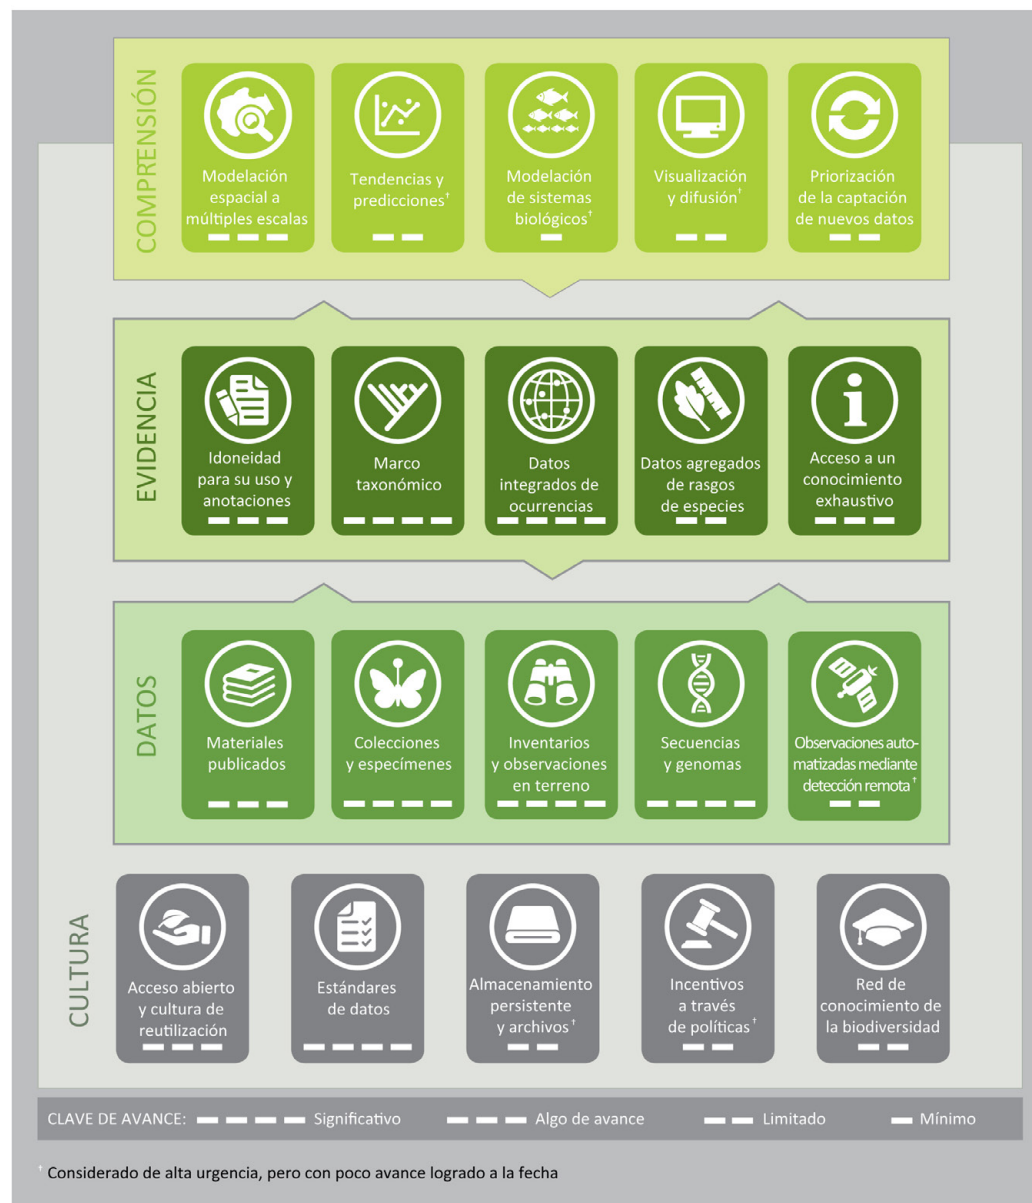 COMPRENSIÓN
Modelación
espacial a
múltiples escalas
Tendencias y
predicciones†
Modelación
de sistemas
biológicos†
Visualización
y difusión†
Priorización
de la captación
de nuevos datos
EVIDENCIA
Idoneidad
para su uso y
anotaciones
Marco
taxonómico
Datos
integrados de
ocurrencias
Datos agregados
de rasgos
de especies
Acceso a un
conocimiento
exhaustivo
DATOS
Materiales
publicados
Colecciones
y especímenes
Inventarios
y observaciones
en terreno
Secuencias
y genomas
Observaciones auto-
matizadas mediante
detección remota†
CULTURA
Acceso abierto
y cultura de
reutilización
Estándares
de datos
Almacenamiento
persistente
y archivos†
Incentivos
a través
de políticas†
Red de
conocimiento de
la biodiversidad
CLAVE DE AVANCE: Significativo Algo de avance Limitado Mínimo
† Considerado de alta urgencia, pero con poco avance logrado a la fecha